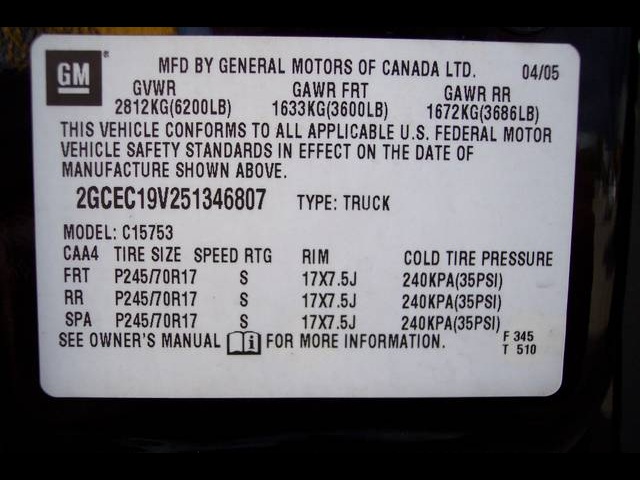 GM
MFD BY GENERAL MOTORS OF CANADA LTD. 04/05
GVWR GAWR FRT GAWR RR
2812KG(6200LB) 1633KG(3600LB) 1672KG(3686LB)
THIS VEHICLE CONFORMS TO ALL APPLICABLE U.S. FEDERAL MOTOR
VEHICLE SAFETY STANDARDS IN EFFECT ON THE DATE OF
MANUFACTURE SHOWN ABOVE.
2GCEC19V251346807 TYPE: TRUCK
MODEL: C15753
CAA4 TIRE SIZE SPEED RTG RIM COLD TIRE PRESSURE
FRT P245/70R17 S 17X7.5J 240KPA(35PSI)
RR P245/70R17 S 17X7.5J 240KPA(35PSI)
SPA P245/70R17 S 17X7.5J 240KPA(35PSI)
SEE OWNER'S MANUAL i FOR MORE INFORMATION. F 345
T 510